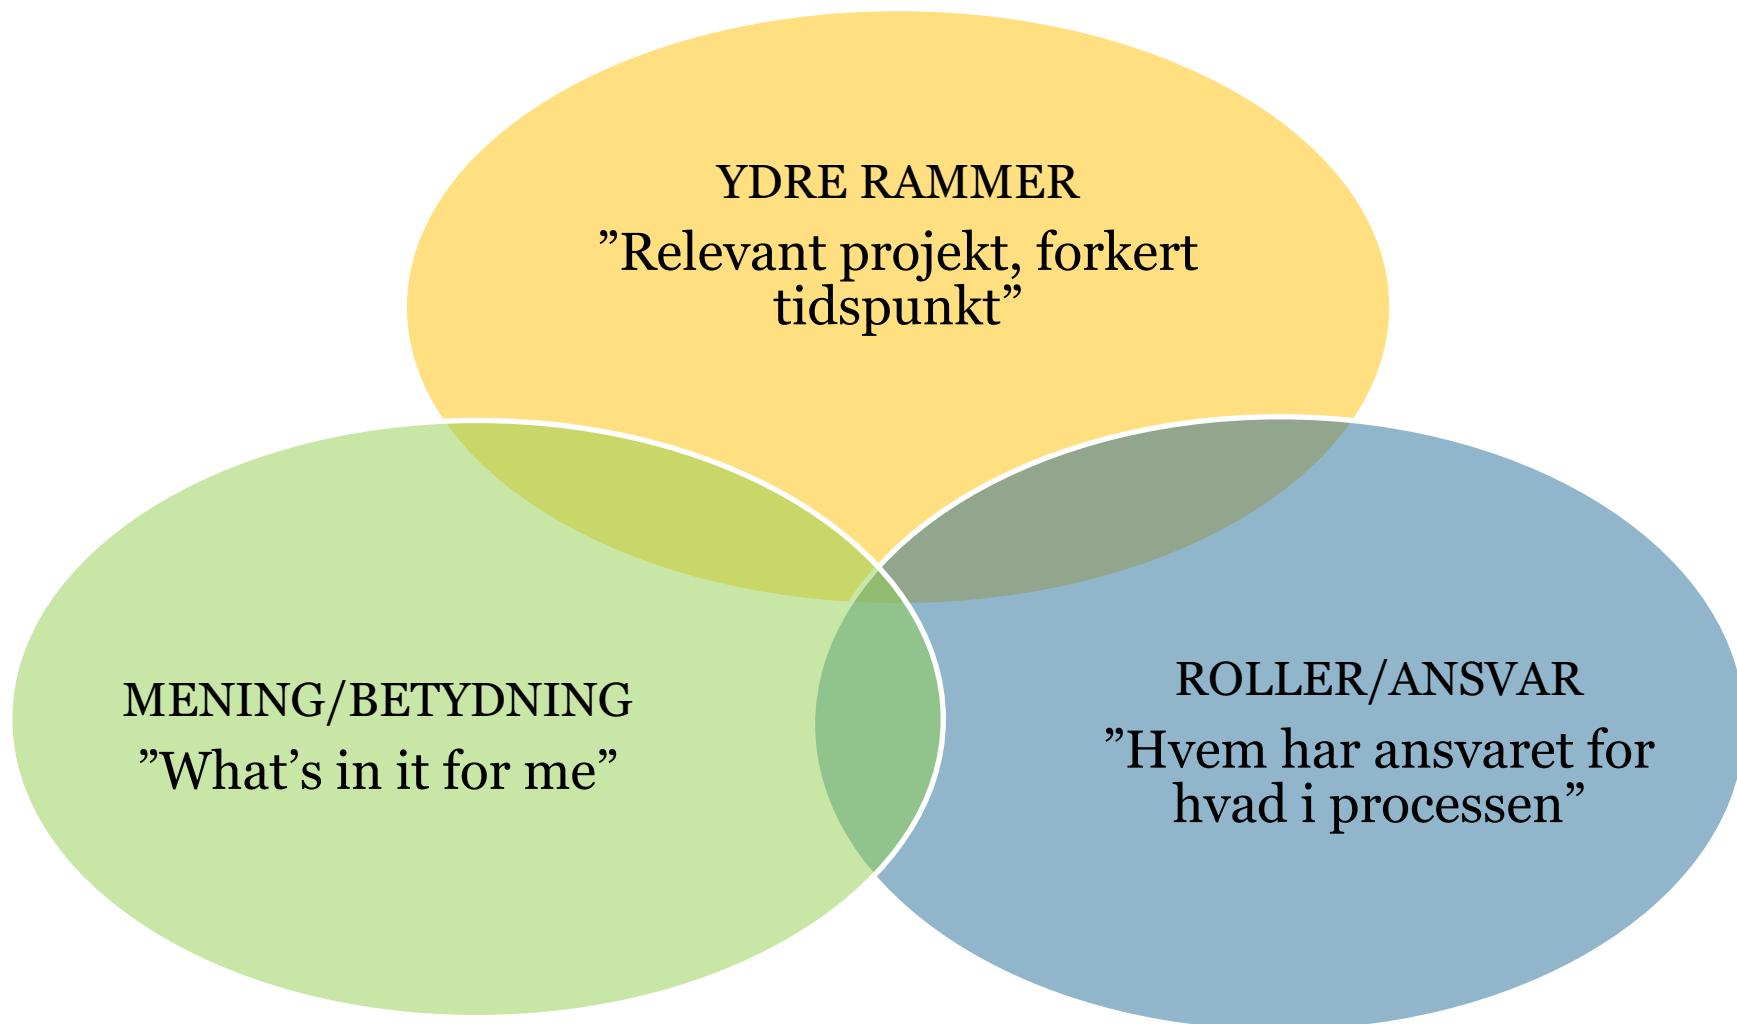 YDRE RAMMER
”Relevant projekt, forkert
tidspunkt”
MENING/BETYDNING
”What’s in it for me”
ROLLER/ANSVAR
”Hvem har ansvaret for
hvad i processen”